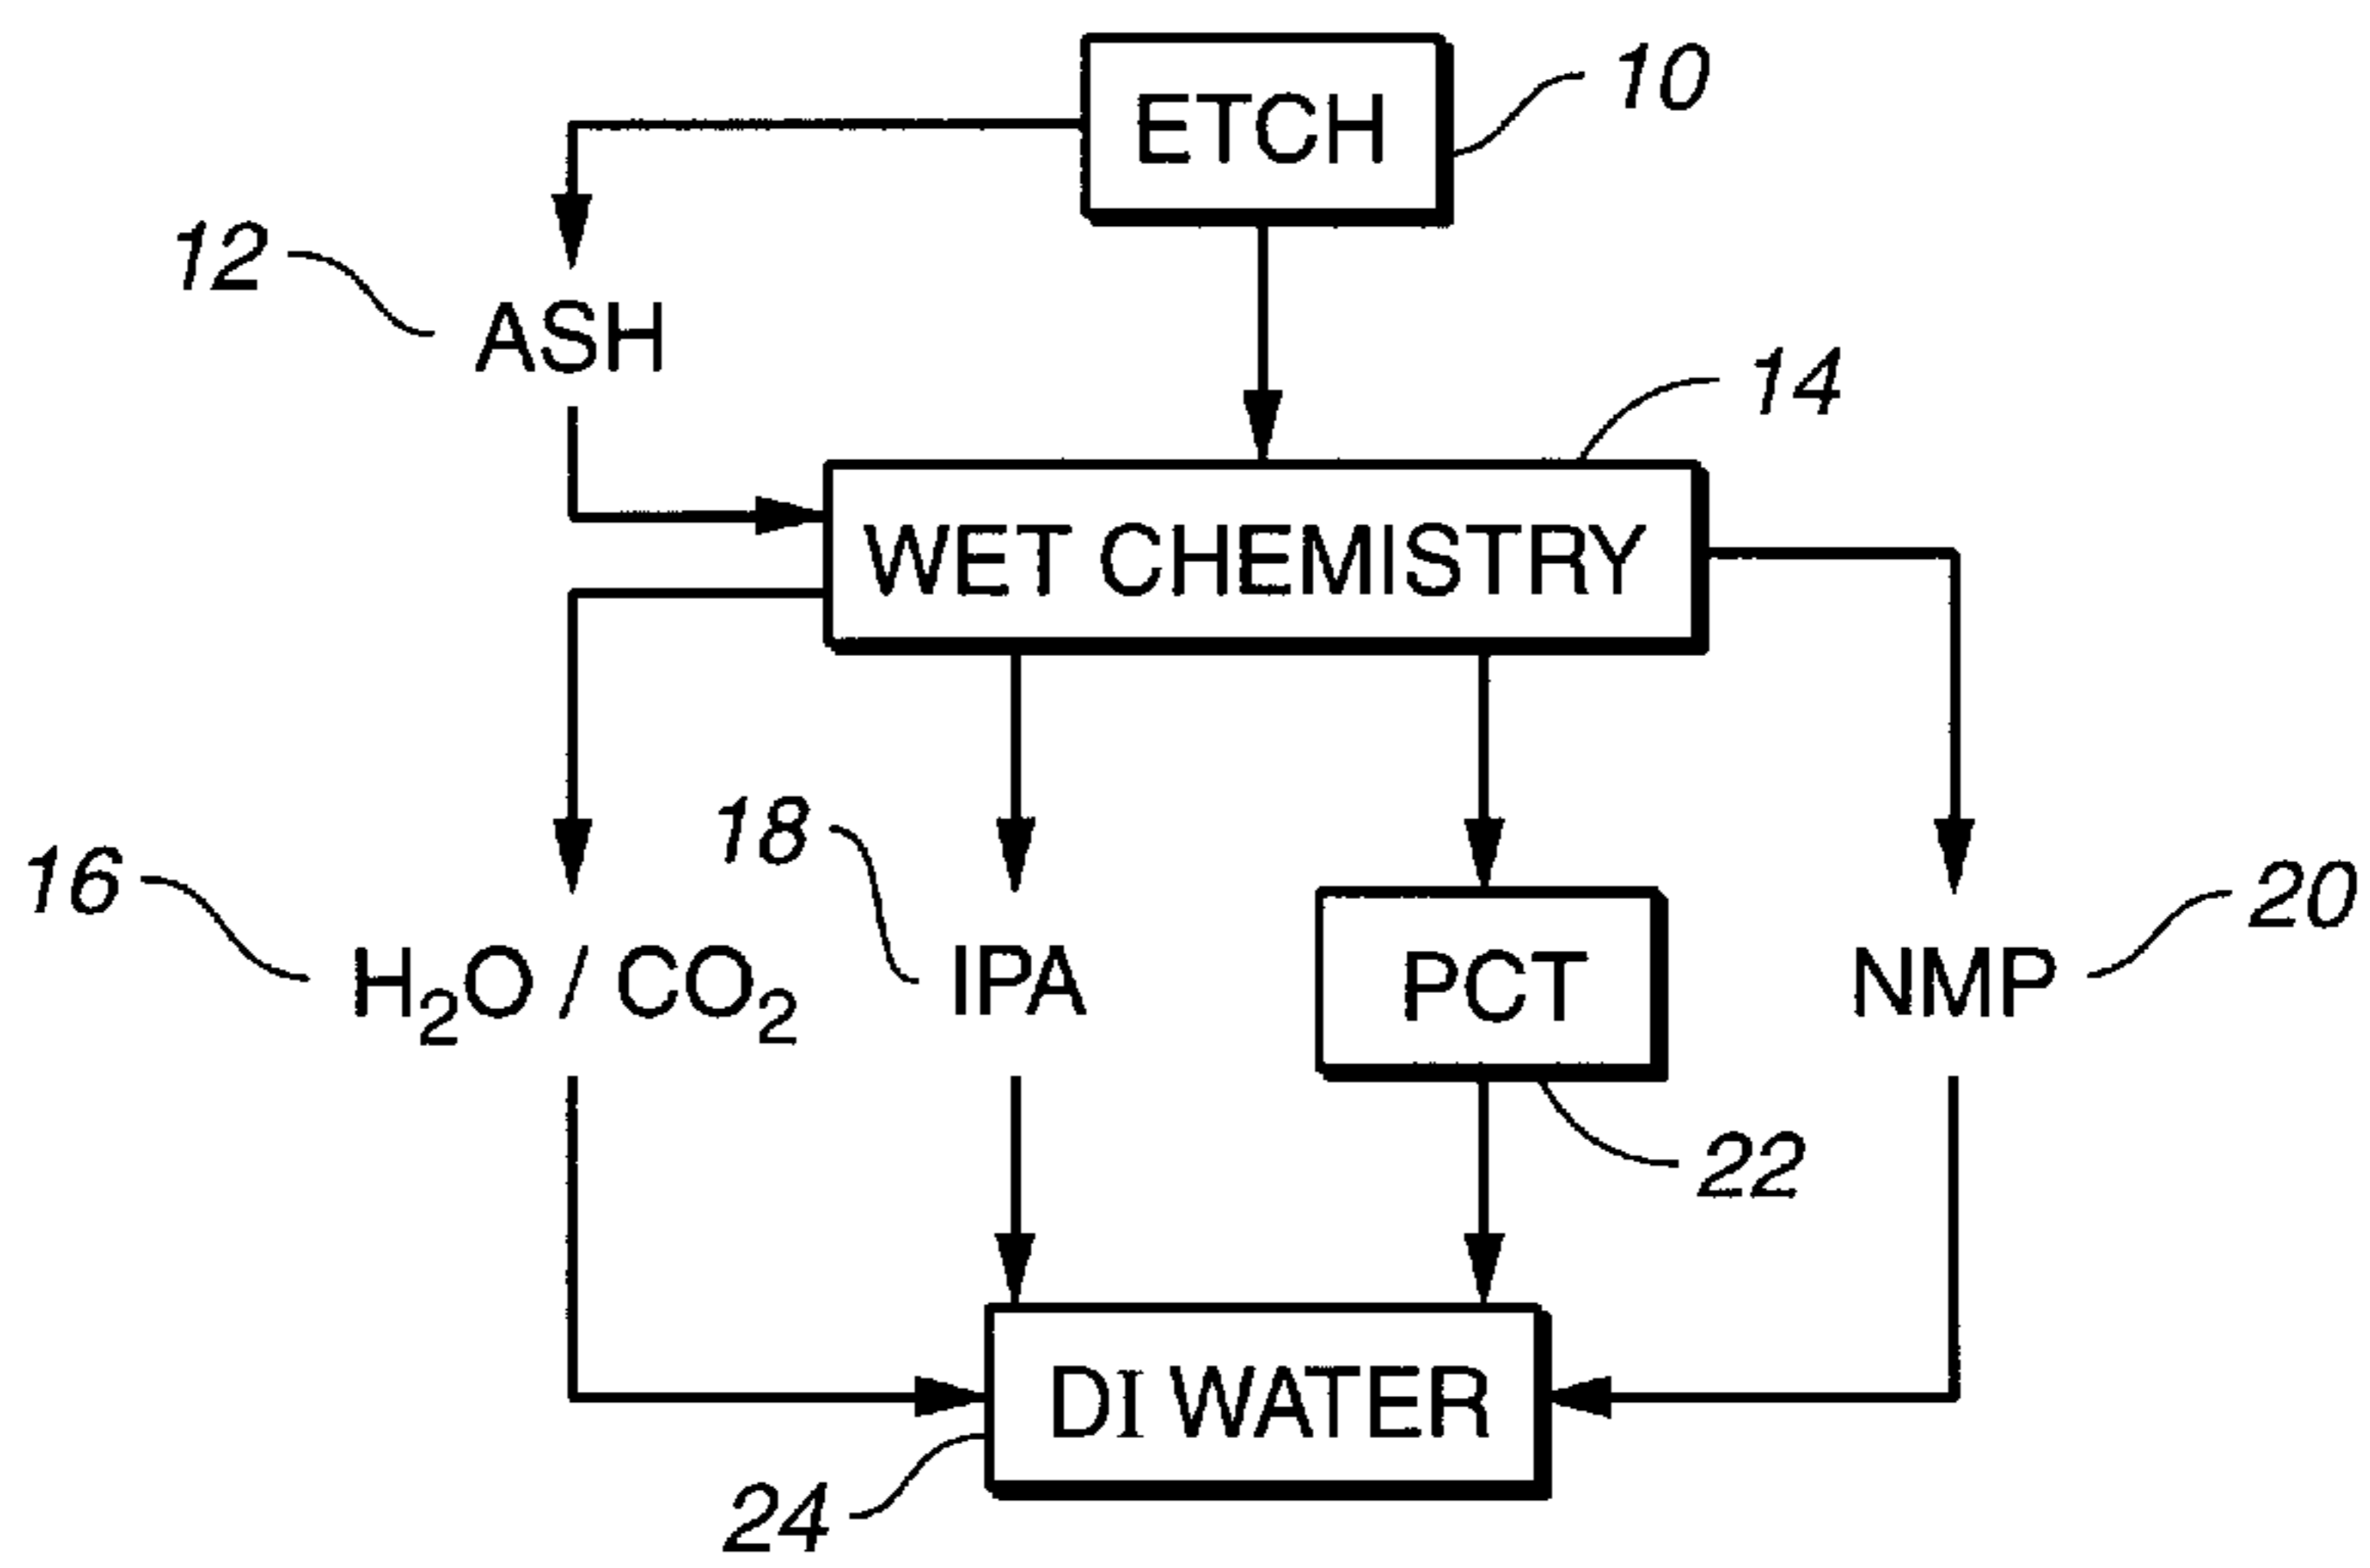 10
ETCH
12
ASH
14
WET CHEMISTRY
16
18
20
H₂O / CO₂
IPA
PCT
NMP
22
DI WATER
24